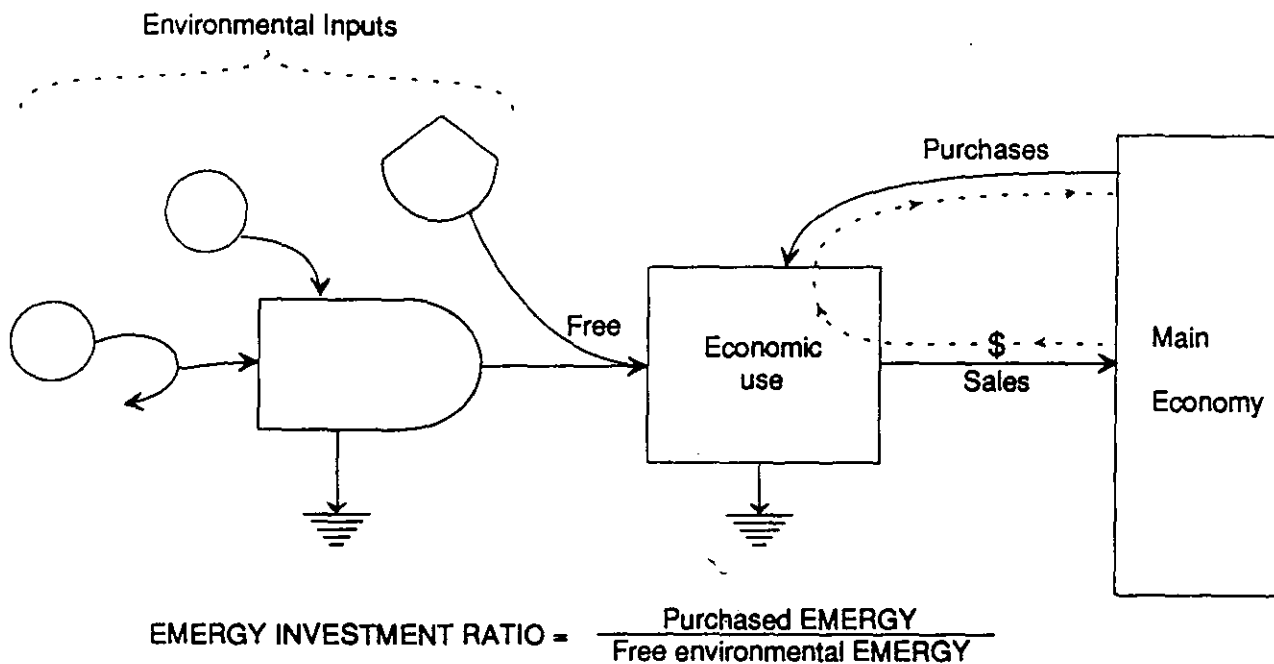 Environmental Inputs
Purchases
Free
Economic
use
$
Sales
Main
Economy
EMERGY INVESTMENT RATIO = Purchased EMERGY
Free environmental EMERGY